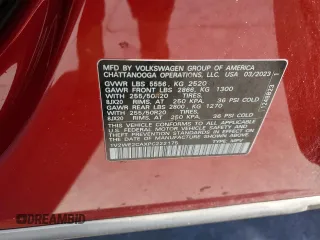 MFD BY VOLKSWAGEN GROUP OF AMERICA
CHATTANOOGA OPERATIONS, LLC. USA 03/2023
GVWR LBS 5556 KG 2520
GAWR FRONT LBS 2866 KG 1300
WITH 255/50R20 TIRES,
8JX20 RIMS, AT 250 KPA. 36 PSI COLD
GAWR REAR LBS 2800 KG 1270
WITH 255/50R20 TIRES,
8JX20 RIMS, AT 250 KPA. 36 PSI COLD
THIS VEHICLE CONFORMS TO ALL APPLICABLE
U.S. FEDERAL MOTOR VEHICLE SAFETY AND
THEFT PREVENTION STANDARDS IN EFFECT ON
THE DATE OF MANUFACTURE SHOWN ABOVE.
TYPE: MPV
DREAMBID